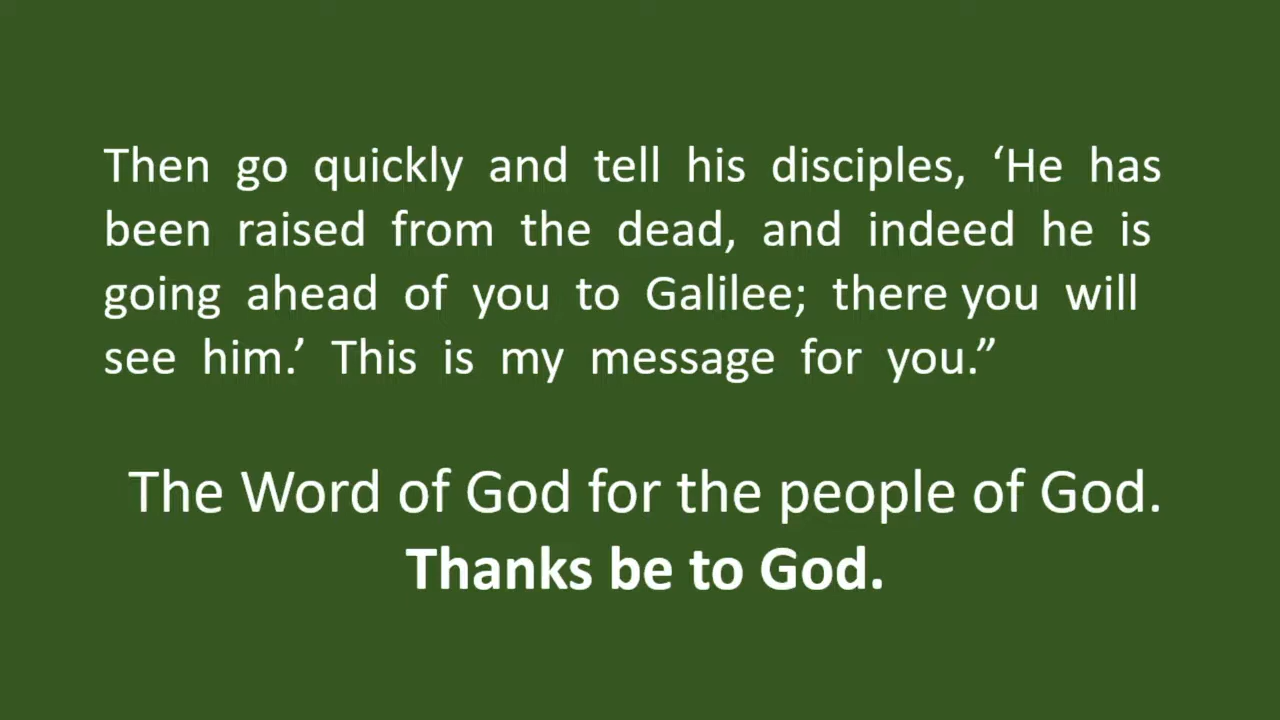 Then go quickly and tell his disciples, ‘He has
been raised from the dead, and indeed he is
going ahead of you to Galilee; there you will
see him.’ This is my message for you.”
The Word of God for the people of God.
Thanks be to God.